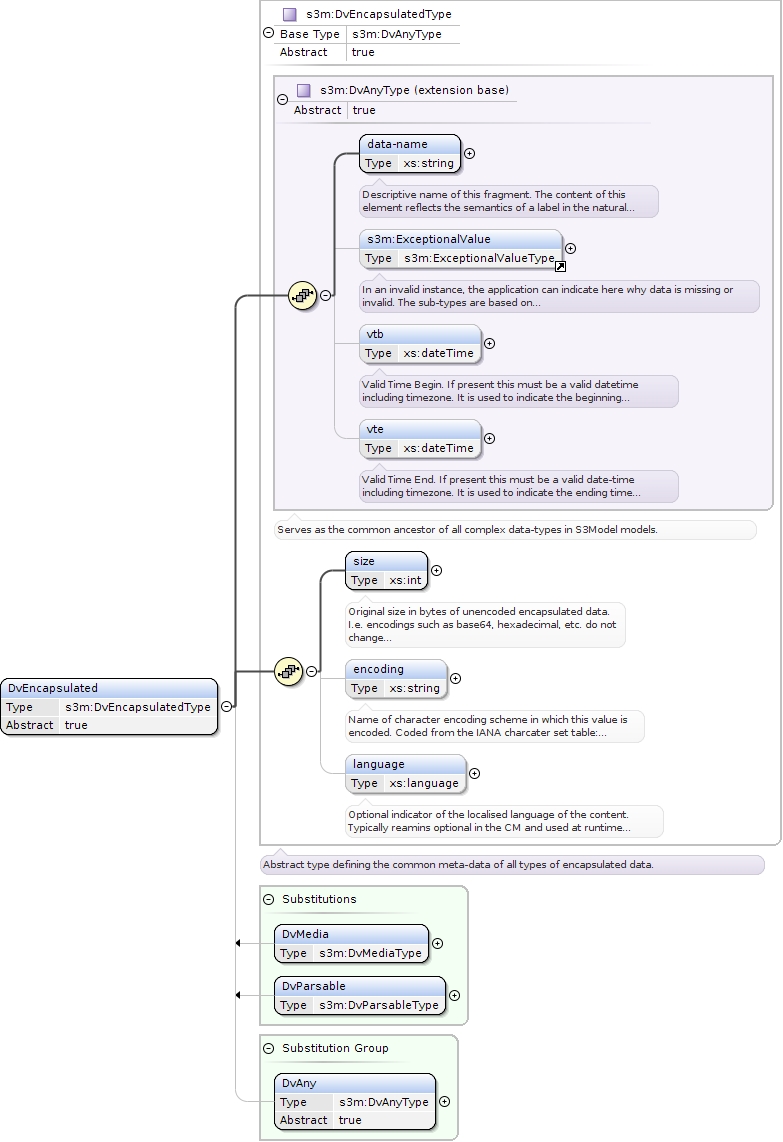 s3m:DvEncapsulatedType
Base Type s3m:DvAnyType
Abstract true
s3m:DvAnyType (extension base)
Abstract true
data-name
Type xs:string
Descriptive name of this fragment. The content of this
element reflects the semantics of a label in the natural...
s3m:ExceptionalValue
Type s3m:ExceptionalValueType
In an invalid instance, the application can indicate here why data is missing or
invalid. The sub-types are based on...
vtb
Type xs:dateTime
Valid Time Begin. If present this must be a valid datetime
including timezone. It is used to indicate the beginning...
vte
Type xs:dateTime
Valid Time End. If present this must be a valid date-time
including timezone. It is used to indicate the ending time...
Serves as the common ancestor of all complex data-types in S3Model models.
size
Type xs:int
Original size in bytes of unencoded encapsulated data.
I.e. encodings such as base64, hexadecimal, etc. do not
change...
encoding
Type xs:string
Name of character encoding scheme in which this value is
encoded. Coded from the IANA charcater set table:...
language
Type xs:language
Optional indicator of the localised language of the content.
Typically reamins optional in the CM and used at runtime...
DvEncapsulated
Type s3m:DvEncapsulatedType
Abstract true
Abstract type defining the common meta-data of all types of encapsulated data.
Substitutions
DvMedia
Type s3m:DvMediaType
DvParsable
Type s3m:DvParsableType
Substitution Group
DvAny
Type s3m:DvAnyType
Abstract true